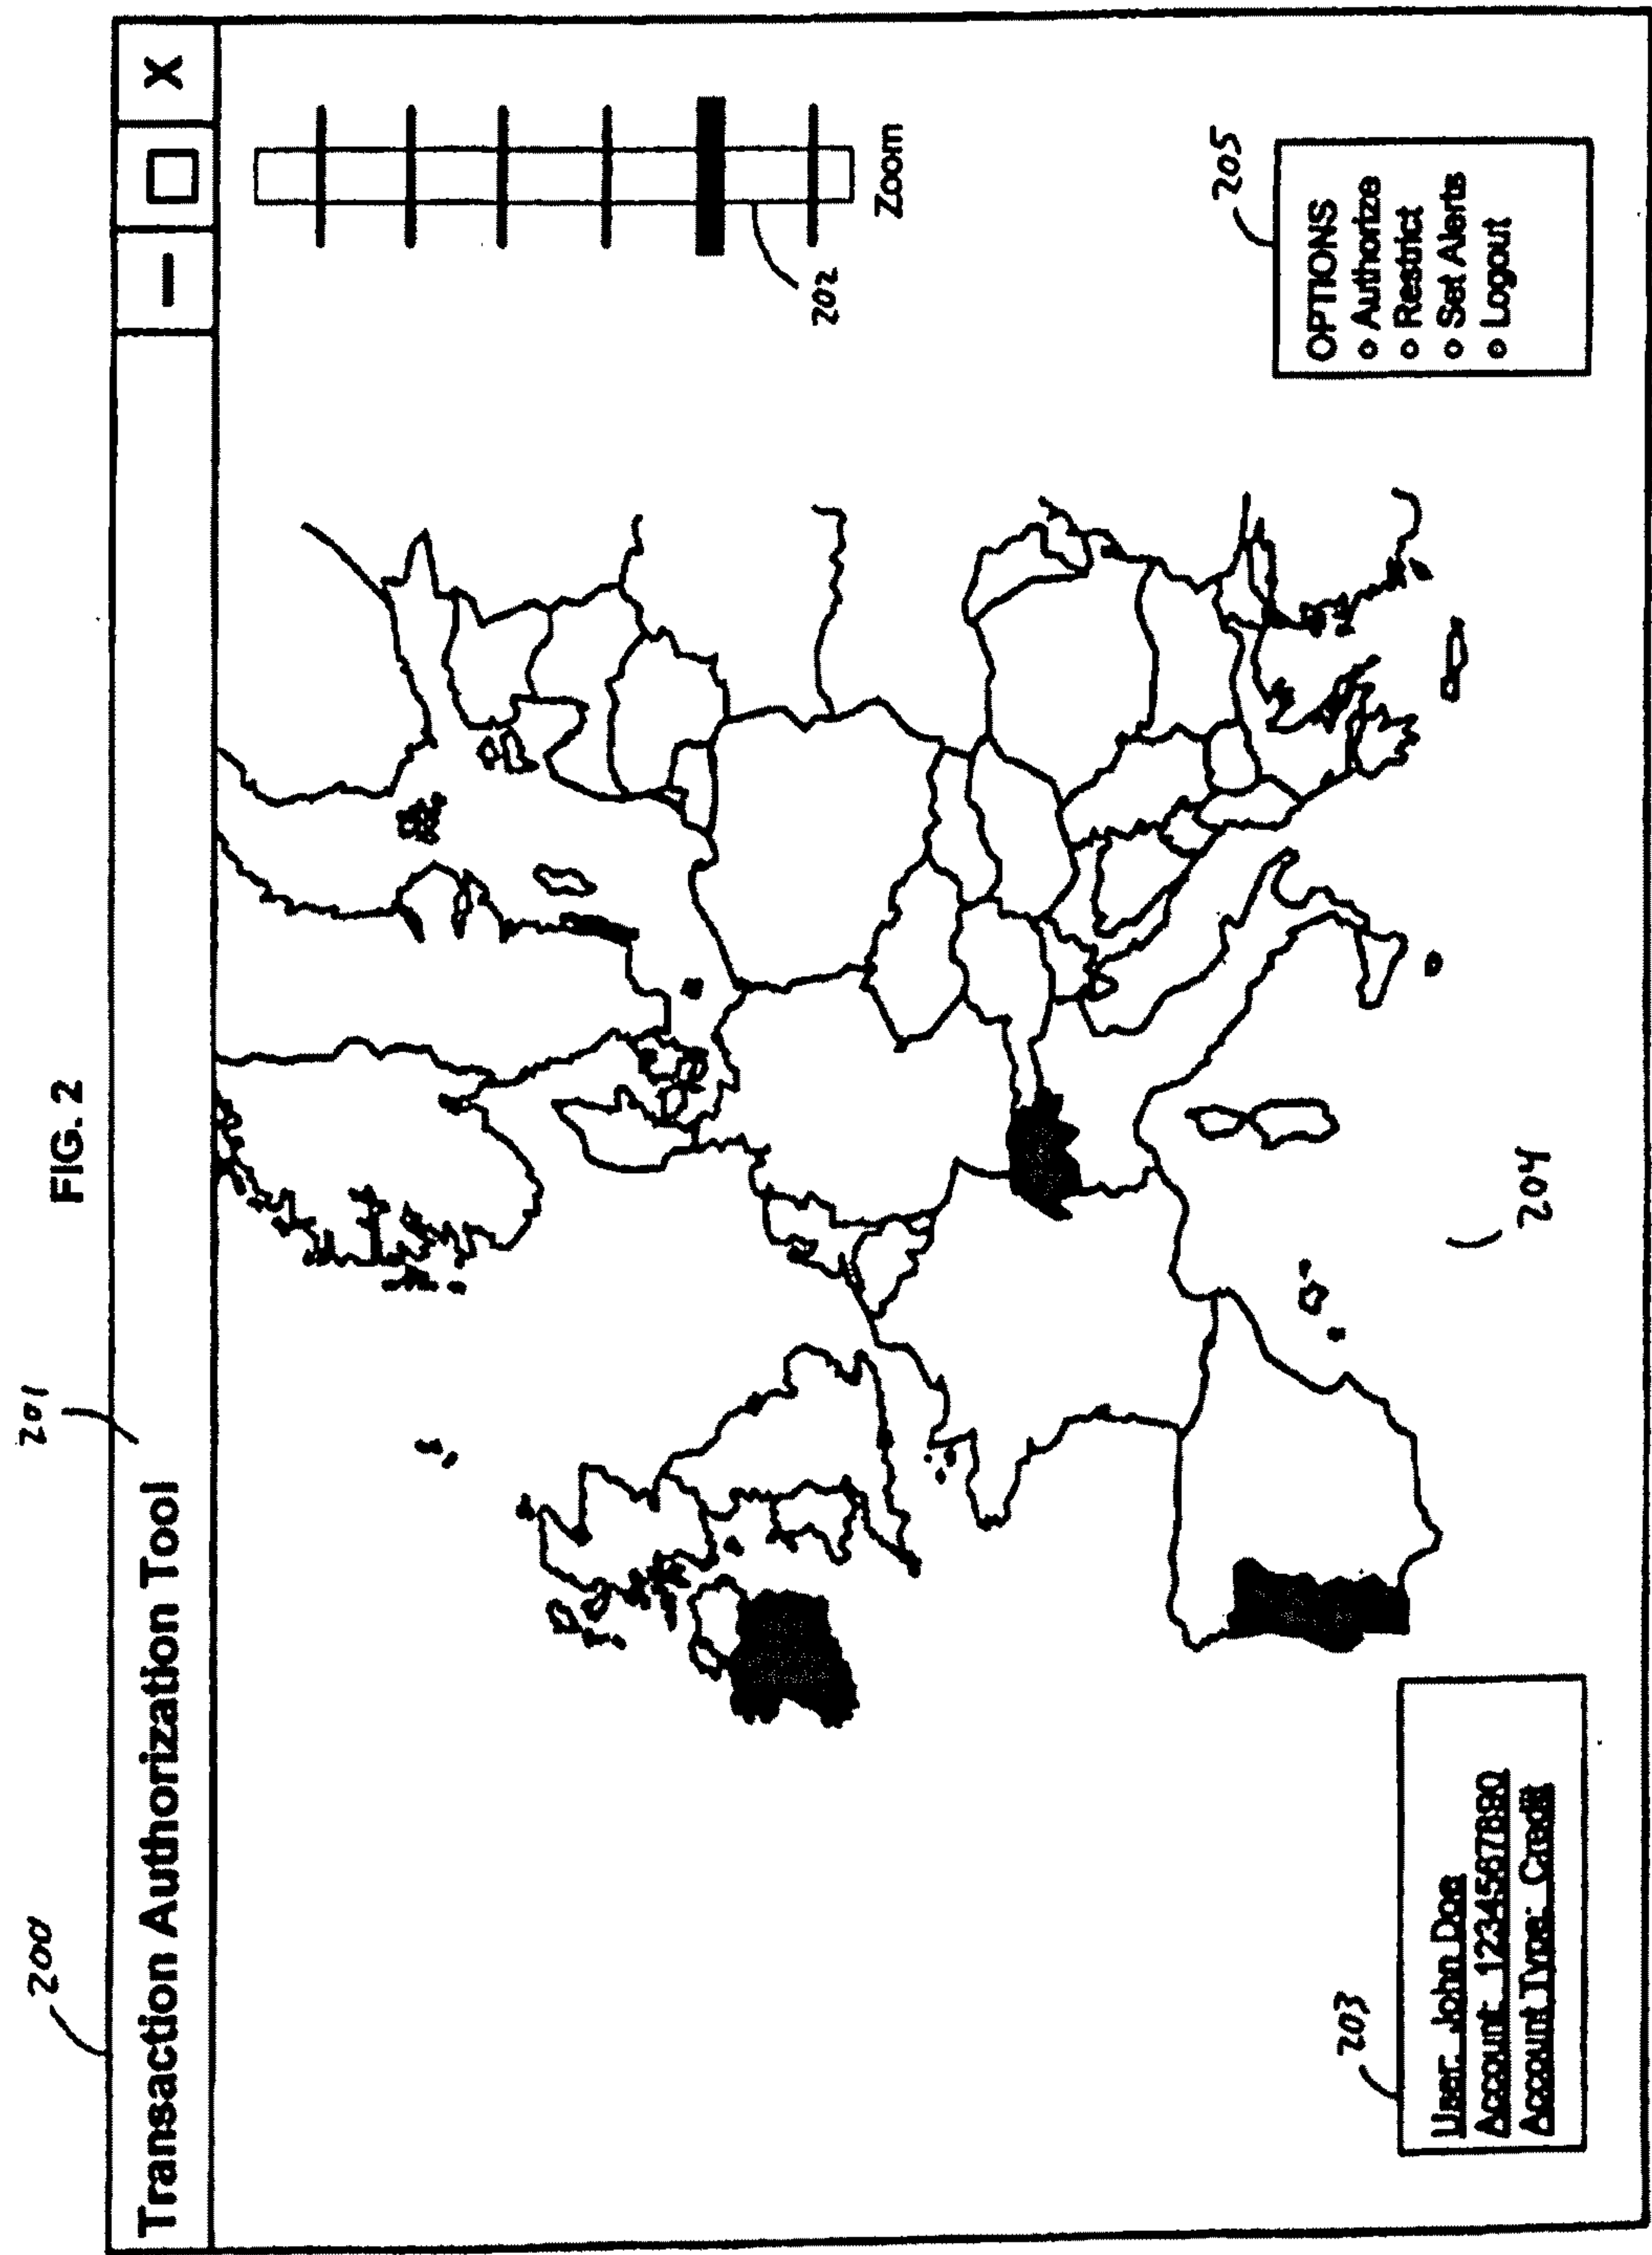 FIG. 2
200
201
Transaction Authorization Tool
X
Zoom
202
203
User: John Doe
Account: 1234567890
Account Type: Credit
204
205
OPTIONS
Authorize
Restrict
Set Alerts
Logout